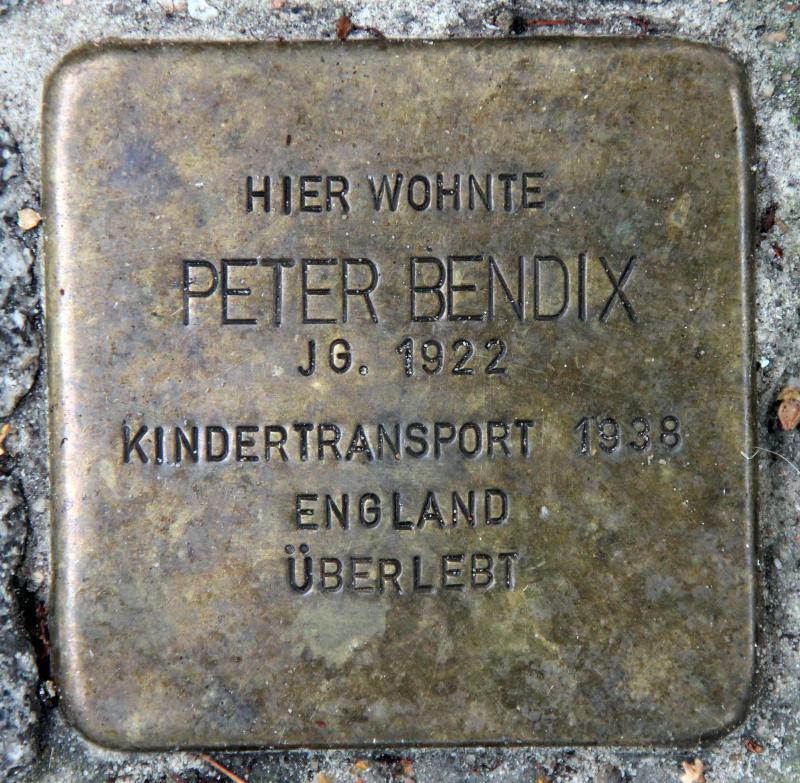 HIER WOHNTE
PETER BENDIX
JG. 1922
KINDERTRANSPORT 1938
ENGLAND
ÜBERLEBT